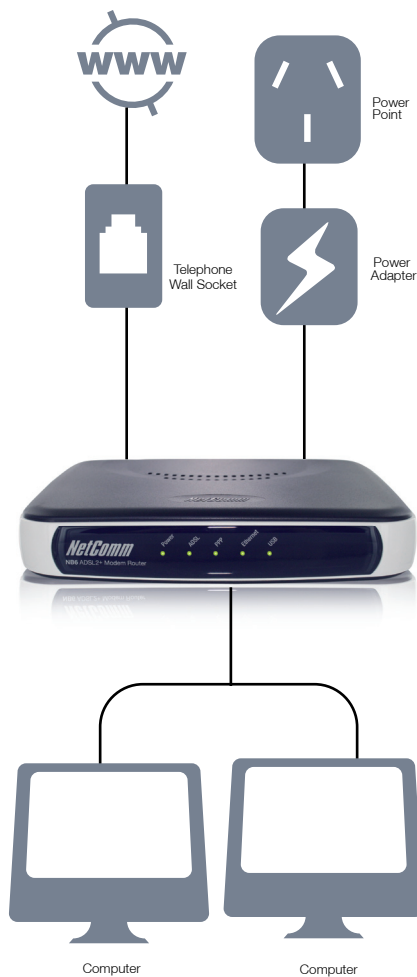 WWW
Power
Point
Telephone
Wall Socket
Power
Adapter
NetComm
Power
ADSL
PPP
Ethernet
USB
NetComm
NB6 ADSL2+ Modem Router
Computer
Computer